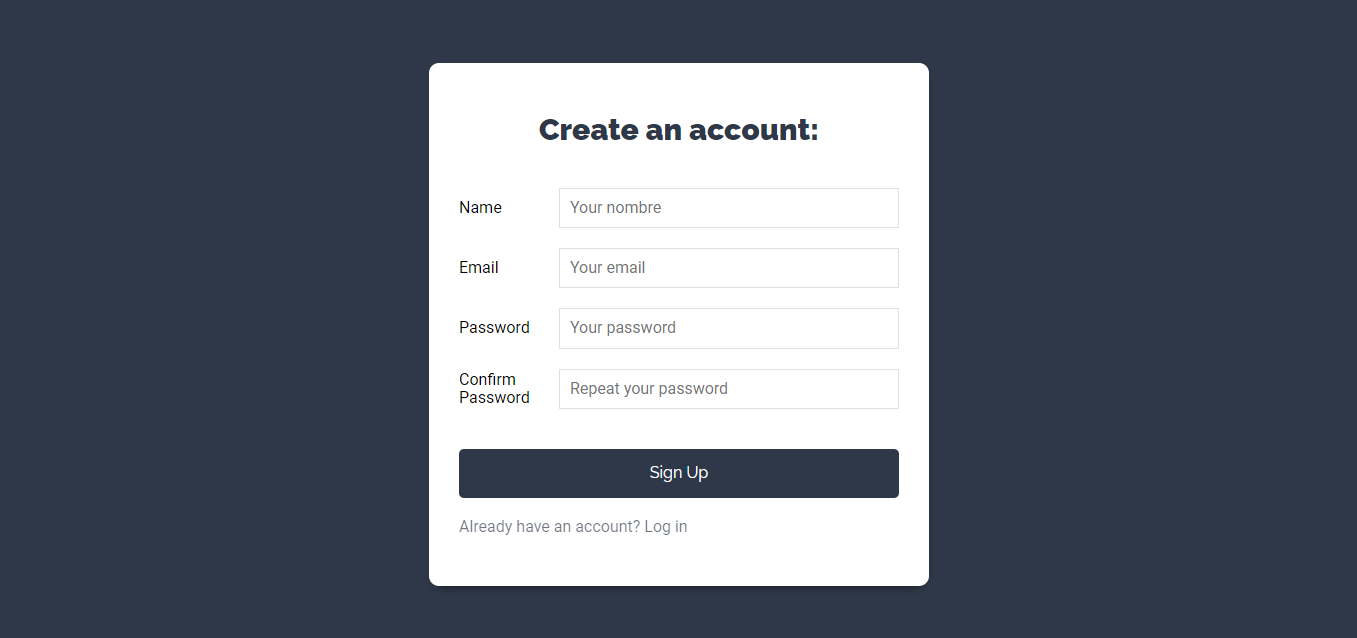 Create an account:
Name
Your nombre
Email
Your email
Password
Your password
Confirm
Password
Repeat your password
Sign Up
Already have an account? Log in